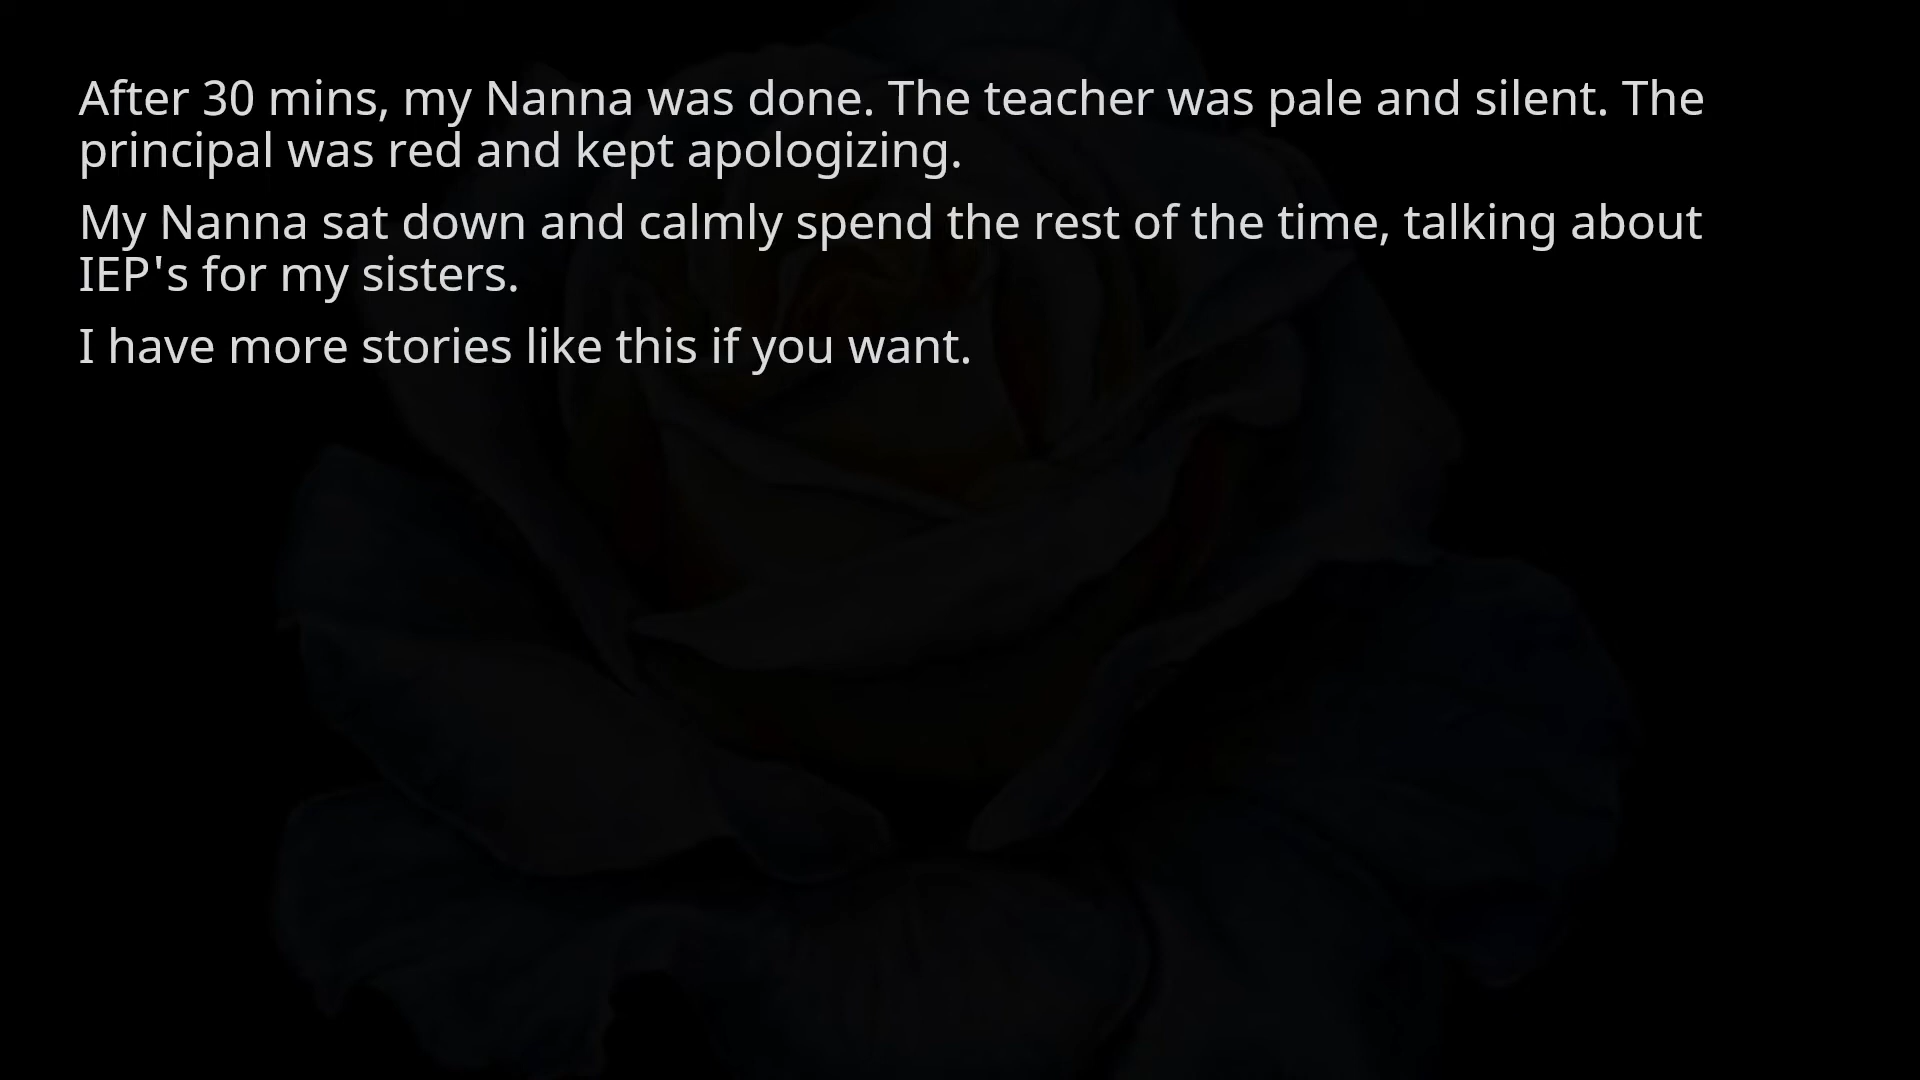 After 30 mins, my Nanna was done. The teacher was pale and silent. The
principal was red and kept apologizing.
My Nanna sat down and calmly spend the rest of the time, talking about
IEP's for my sisters.
I have more stories like this if you want.